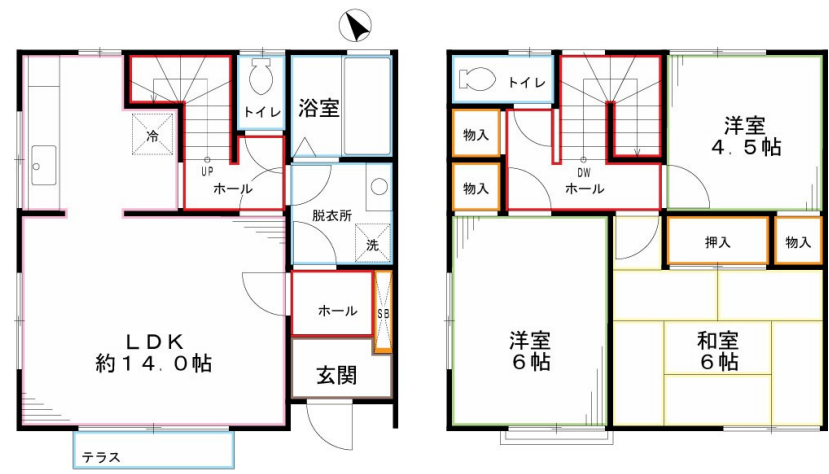 トイレ
浴室
冷
UP
ホール
脱衣所
洗
ホール
SB
LDK
約14.0帖
玄関
テラス
トイレ
物入
洋室
4.5帖
物入
DW
ホール
押入
物入
洋室
6帖
和室
6帖